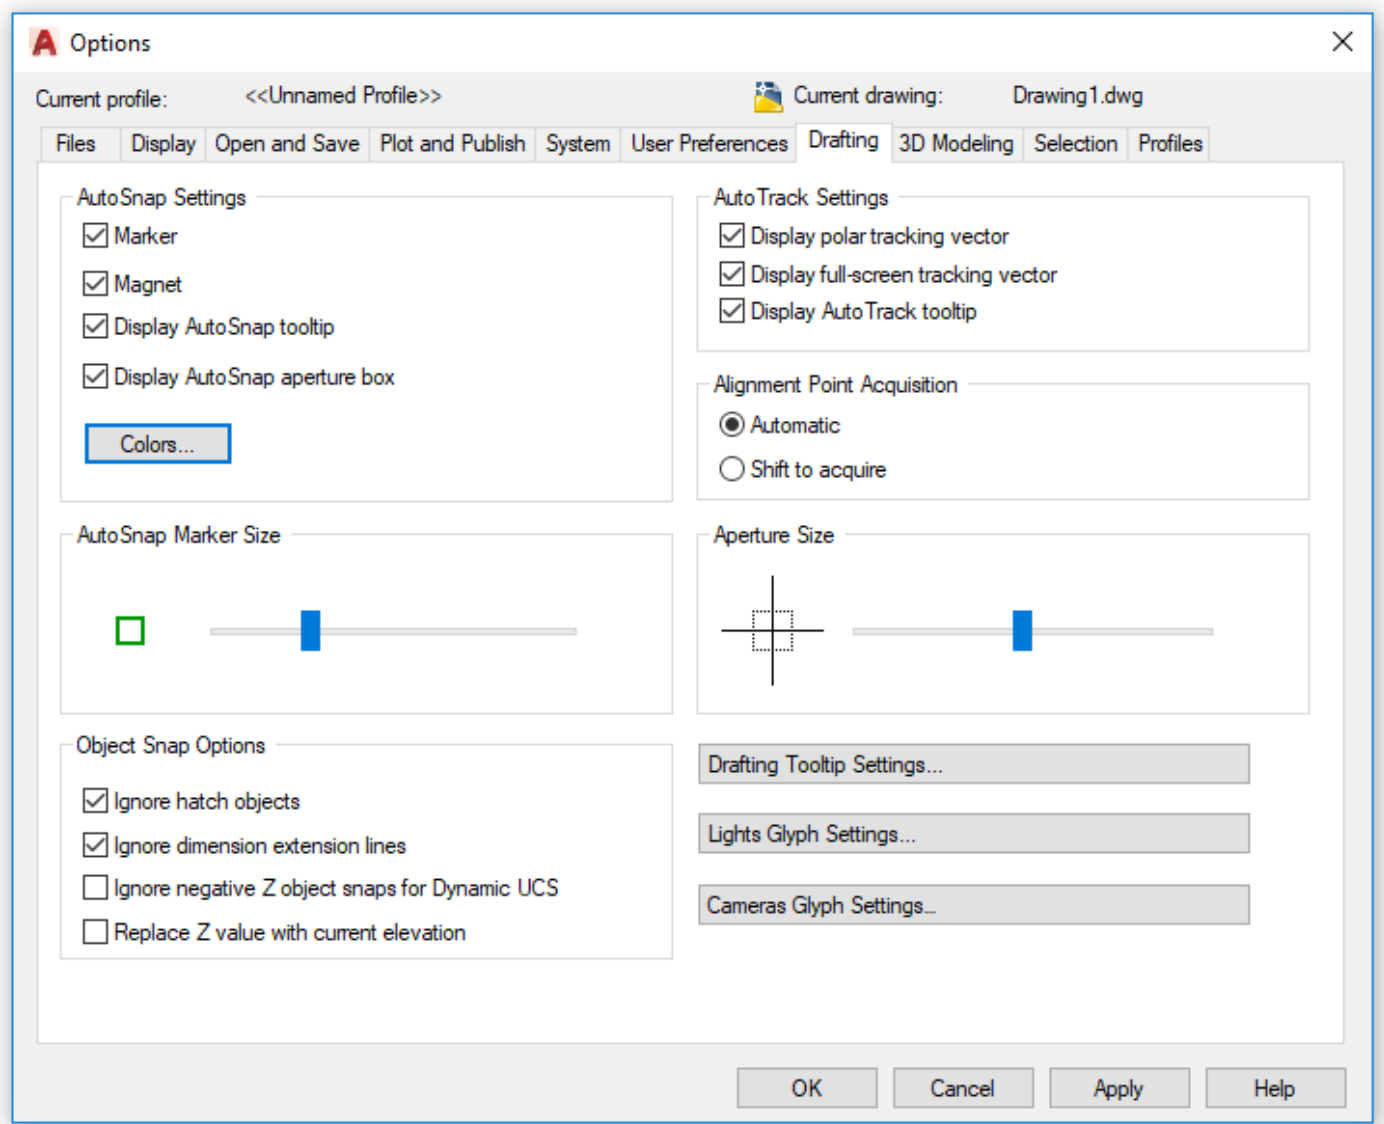 Options
Current profile: <<Unnamed Profile>> Current drawing: Drawing1.dwg
Files Display Open and Save Plot and Publish System User Preferences Drafting 3D Modeling Selection Profiles
AutoSnap Settings
Marker
Magnet
Display AutoSnap tooltip
Display AutoSnap aperture box
Colors...
AutoTrack Settings
Display polar tracking vector
Display full-screen tracking vector
Display AutoTrack tooltip
Alignment Point Acquisition
Automatic
Shift to acquire
AutoSnap Marker Size
Aperture Size
Object Snap Options
Ignore hatch objects
Ignore dimension extension lines
Ignore negative Z object snaps for Dynamic UCS
Replace Z value with current elevation
Drafting Tooltip Settings...
Lights Glyph Settings...
Cameras Glyph Settings...
OK Cancel Apply Help